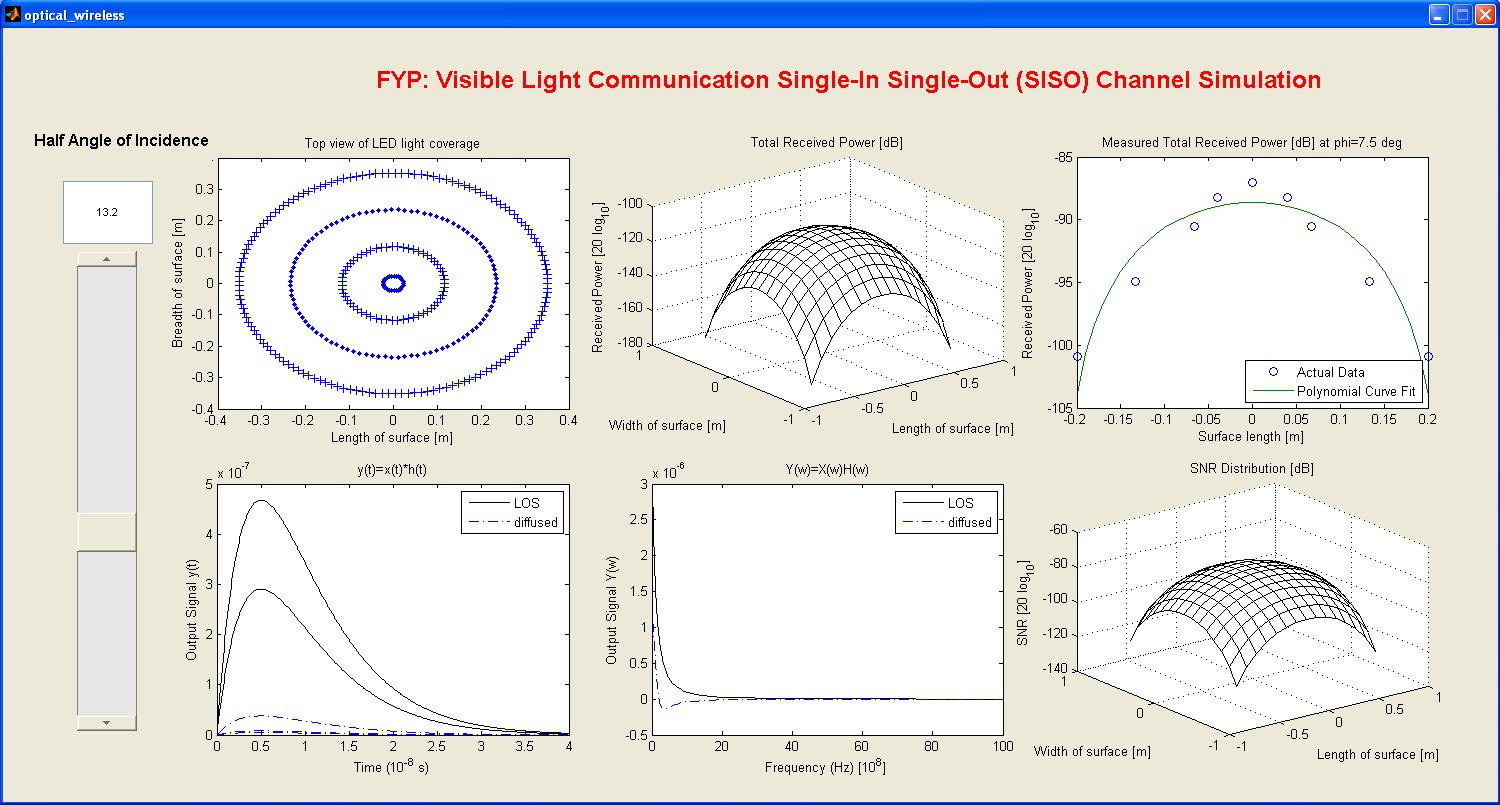 optical_wireless
FYP: Visible Light Communication Single-In Single-Out (SISO) Channel Simulation
Half Angle of Incidence
13.2
Top view of LED light coverage
Breadth of surface [m]
0.3
0.2
0.1
0
-0.1
-0.2
-0.3
-0.4
-0.4 -0.3 -0.2 -0.1 0 0.1 0.2 0.3 0.4
Length of surface [m]
Total Received Power [dB]
Received Power [20 log10]
-100
-120
-140
-160
-180
1 0 -1
-1 -0.5 0 0.5 1
Width of surface [m]
Length of surface [m]
Measured Total Received Power [dB] at phi=7.5 deg
Received Power [20 log10]
-85
-90
-95
-100
-105
Actual Data
Polynomial Curve Fit
-0.2 -0.15 -0.1 -0.05 0 0.05 0.1 0.15 0.2
Surface length [m]
y(t)=x(t)*h(t)
x 10-7
Output Signal y(t)
5
4
3
2
1
0
LOS
diffused
0 0.5 1 1.5 2 2.5 3 3.5 4
Time (10-8 s)
Y(w)=X(w)H(w)
x 10-6
Output Signal Y(w)
3
2.5
2
1.5
1
0.5
0
-0.5
LOS
diffused
0 20 40 60 80 100
Frequency (Hz) [108]
SNR Distribution [dB]
SNR [20 log10]
-60
-80
-100
-120
-140
1 0 -1
-1 -0.5 0 0.5 1
Width of surface [m]
Length of surface [m]